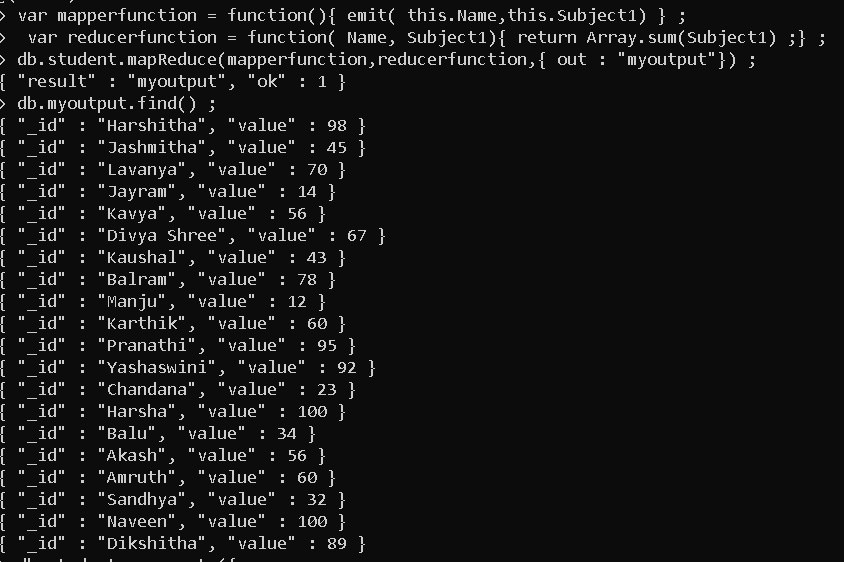 > var mapperfunction = function(){ emit( this.Name,this.Subject1) } ;
>  var reducerfunction = function( Name, Subject1){ return Array.sum(Subject1) ;} ;
> db.student.mapReduce(mapperfunction,reducerfunction,{ out : "myoutput"}) ;
{ "result" : "myoutput", "ok" : 1 }
> db.myoutput.find() ;
{ "_id" : "Harshitha", "value" : 98 }
{ "_id" : "Jashmitha", "value" : 45 }
{ "_id" : "Lavanya", "value" : 70 }
{ "_id" : "Jayram", "value" : 14 }
{ "_id" : "Kavya", "value" : 56 }
{ "_id" : "Divya Shree", "value" : 67 }
{ "_id" : "Kaushal", "value" : 43 }
{ "_id" : "Balram", "value" : 78 }
{ "_id" : "Manju", "value" : 12 }
{ "_id" : "Karthik", "value" : 60 }
{ "_id" : "Pranathi", "value" : 95 }
{ "_id" : "Yashaswini", "value" : 92 }
{ "_id" : "Chandana", "value" : 23 }
{ "_id" : "Harsha", "value" : 100 }
{ "_id" : "Balu", "value" : 34 }
{ "_id" : "Akash", "value" : 56 }
{ "_id" : "Amruth", "value" : 60 }
{ "_id" : "Sandhya", "value" : 32 }
{ "_id" : "Naveen", "value" : 100 }
{ "_id" : "Dikshitha", "value" : 89 }